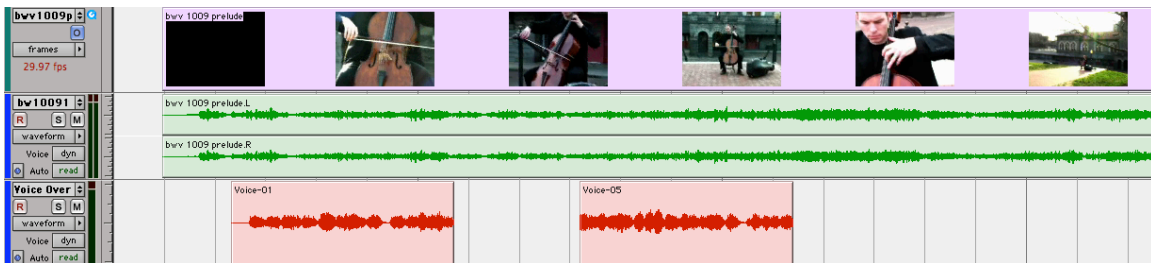 bwv1009p
bwv 1009 prelude
O
frames
29.97 fps
bw10091
bwv 1009 prelude.L
R S M
waveform
bwv 1009 prelude.R
Voice dyn
Auto read
Voice Over
Voice-01
Voice-05
R S M
waveform
Voice dyn
Auto read